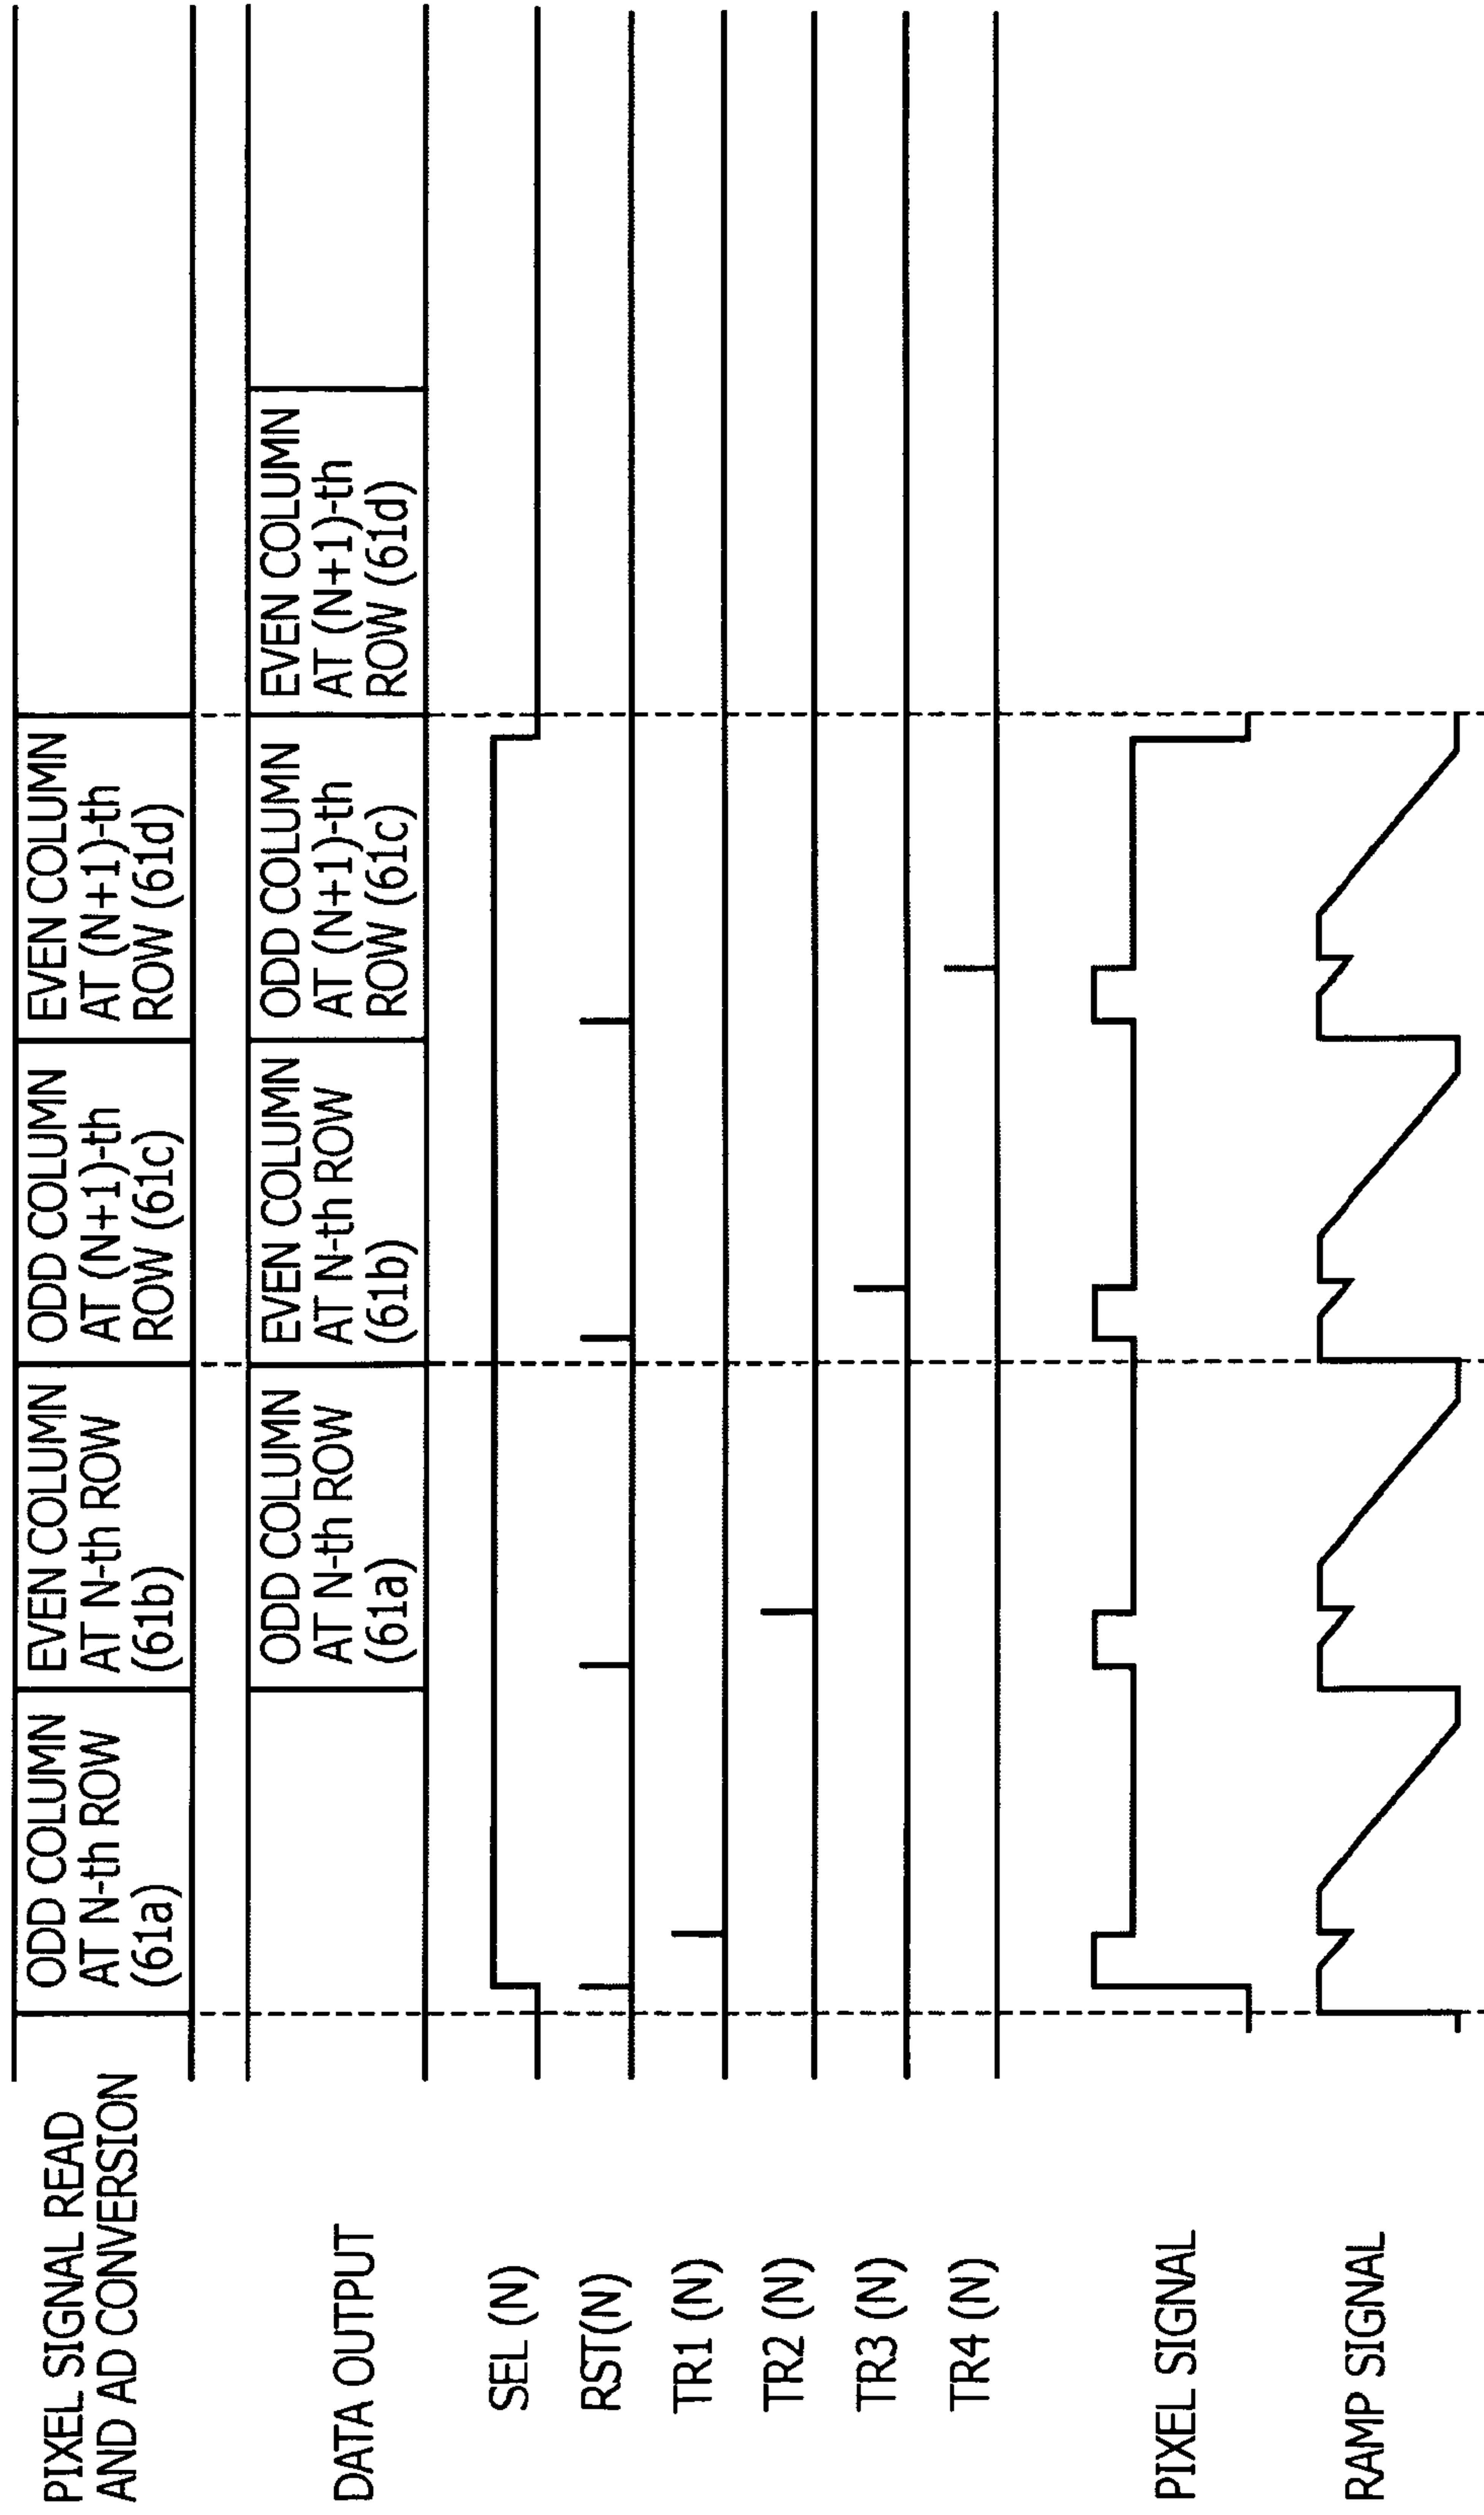 PIXEL SIGNAL READ
AND AD CONVERSION
ODD COLUMN
AT N-th ROW
(61a)
EVEN COLUMN
AT N-th ROW
(61b)
ODD COLUMN
AT (N+1)-th
ROW (61c)
EVEN COLUMN
AT (N+1)-th
ROW (61d)
DATA OUTPUT
ODD COLUMN
AT N-th ROW
(61a)
EVEN COLUMN
AT N-th ROW
(61b)
ODD COLUMN
AT (N+1)-th
ROW (61c)
EVEN COLUMN
AT (N+1)-th
ROW (61d)
SEL (N)
RST(N)
TR1 (N)
TR2 (N)
TR3 (N)
TR4 (N)
PIXEL SIGNAL
RAMP SIGNAL